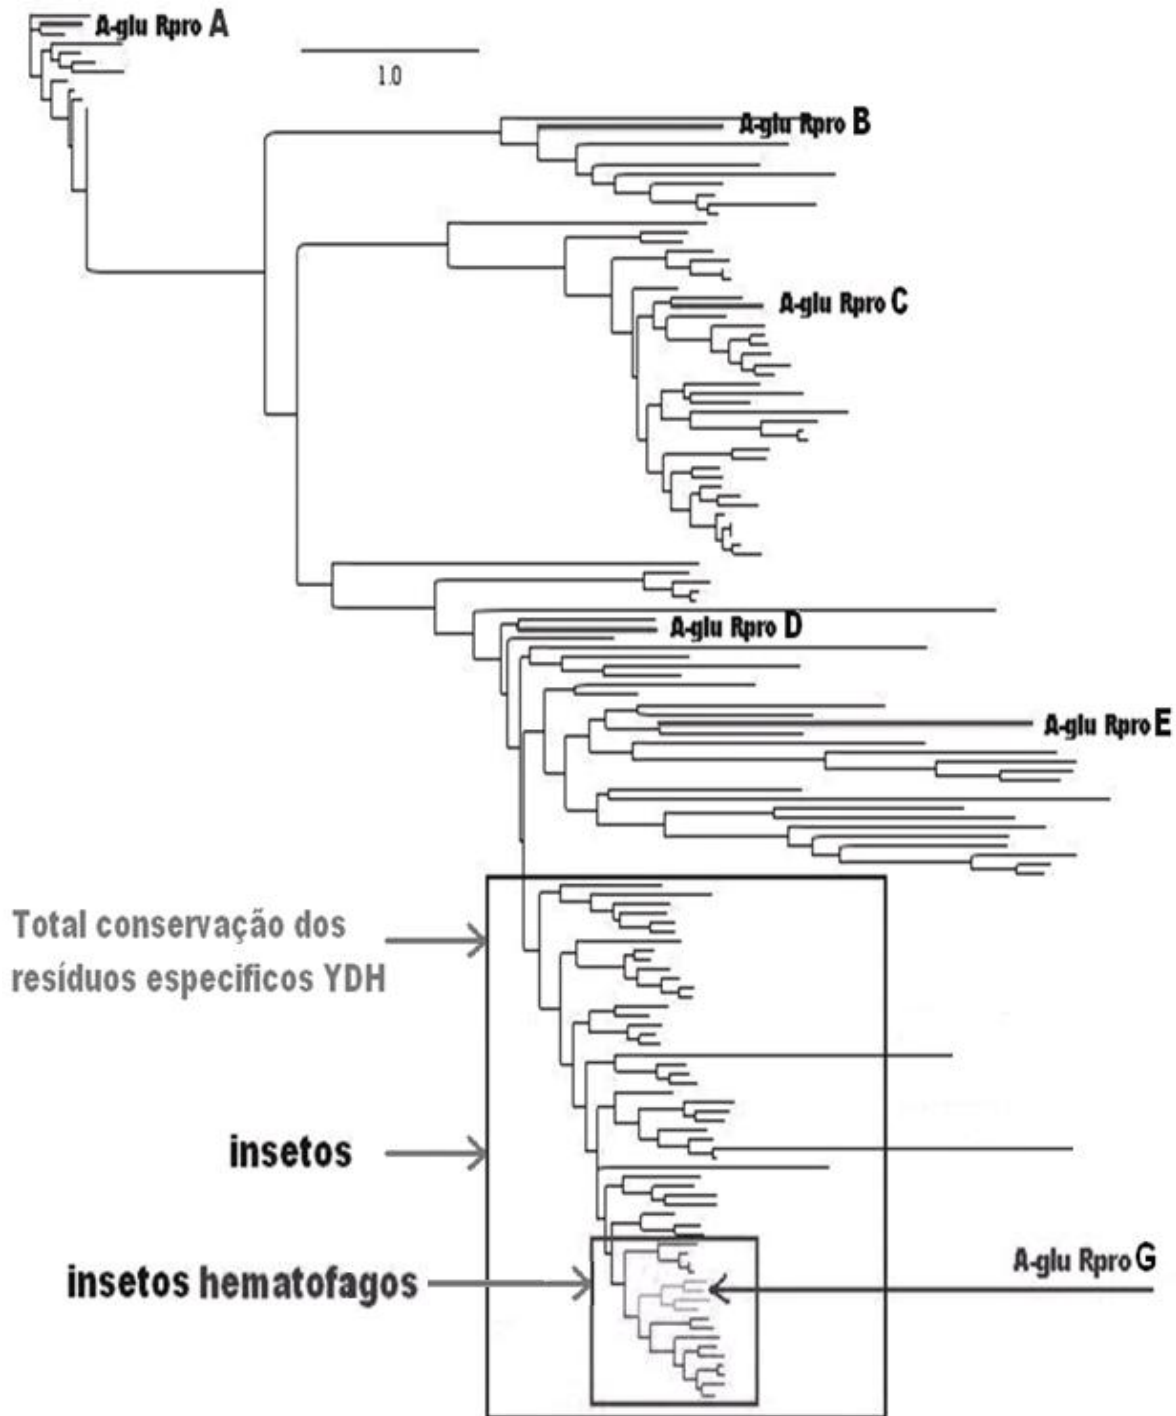 A-glu Rpro A
1.0
A-glu Rpro B
A-glu Rpro C
A-glu Rpro D
A-glu Rpro E
Total conservação dos
resíduos especificos YDH
insetos
A-glu Rpro G
insetos hematofagos